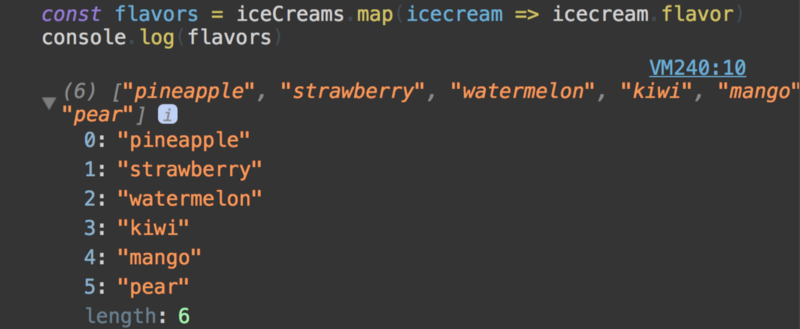 const flavors = iceCreams.map(icecream => icecream.flavor)
console.log(flavors)
VM240:10
(6) ["pineapple", "strawberry", "watermelon", "kiwi", "mango"
"pear"] i
0: "pineapple"
1: "strawberry"
2: "watermelon"
3: "kiwi"
4: "mango"
5: "pear"
length: 6